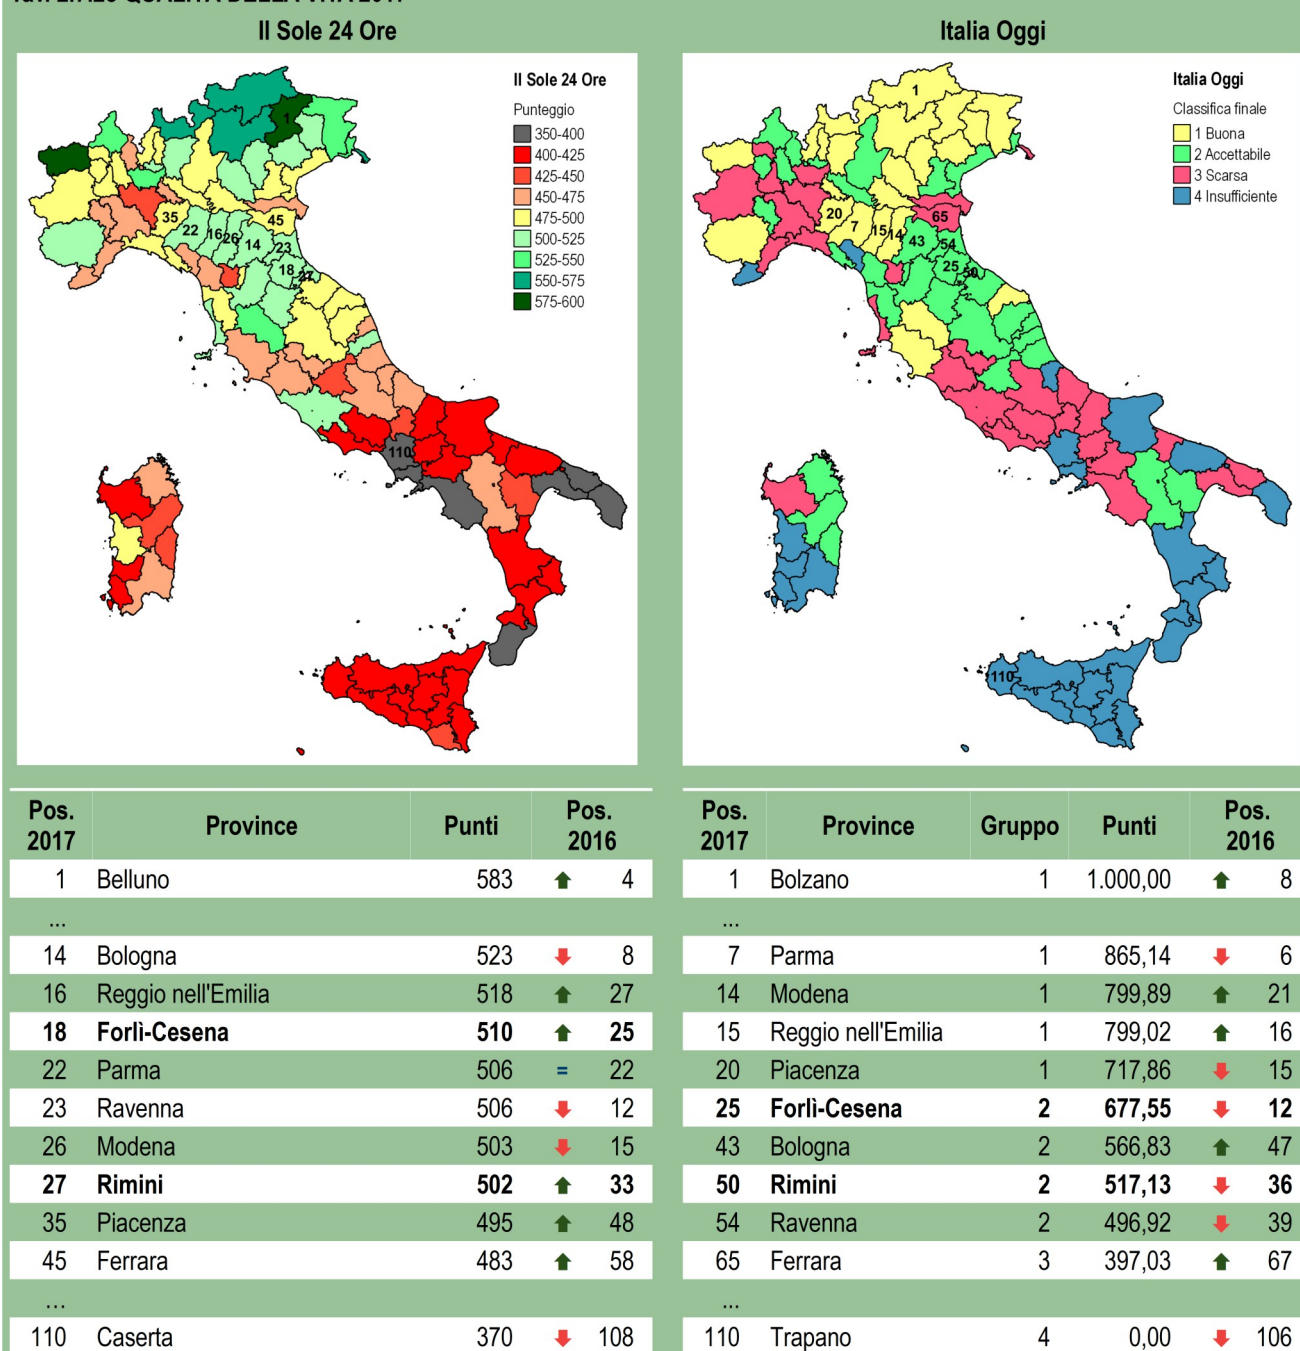 QUALITÀ DELLA VITA 2017
Il Sole 24 Ore
Il Sole 24 Ore
Punteggio
350-400
400-425
425-450
450-475
475-500
500-525
525-550
550-575
575-600
1
35
45
22
16
26
14
23
18
27
110
Italia Oggi
Italia Oggi
Classifica finale
1 Buona
2 Accettabile
3 Scarsa
4 Insufficiente
1
20
7
15
14
65
43
54
25
50
110
Pos. 2017 Province Punti Pos. 2016
1 Belluno 583 4
...
14 Bologna 523 8
16 Reggio nell'Emilia 518 27
18 Forlì-Cesena 510 25
22 Parma 506 = 22
23 Ravenna 506 12
26 Modena 503 15
27 Rimini 502 33
35 Piacenza 495 48
45 Ferrara 483 58
...
110 Caserta 370 108
Pos. 2017 Province Gruppo Punti Pos. 2016
1 Bolzano 1 1.000,00 8
...
7 Parma 1 865,14 6
14 Modena 1 799,89 21
15 Reggio nell'Emilia 1 799,02 16
20 Piacenza 1 717,86 15
25 Forlì-Cesena 2 677,55 12
43 Bologna 2 566,83 47
50 Rimini 2 517,13 36
54 Ravenna 2 496,92 39
65 Ferrara 3 397,03 67
...
110 Trapano 4 0,00 106